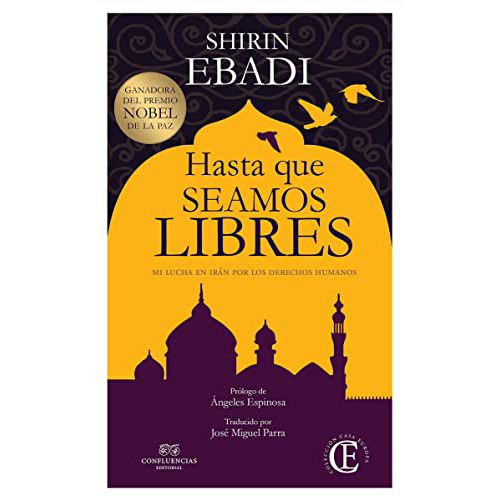 SHIRIN
EBADI
GANADORA
DEL PREMIO
NOBEL
DE LA PAZ
Hasta que
SEAMOS
LIBRES
MI LUCHA EN IRÁN POR LOS DERECHOS HUMANOS
Prólogo de
Ángeles Espinosa
Traducido por
José Miguel Parra
CONFLUENCIAS
EDITORIAL
COLECCIÓN CASA EUROPA
CE